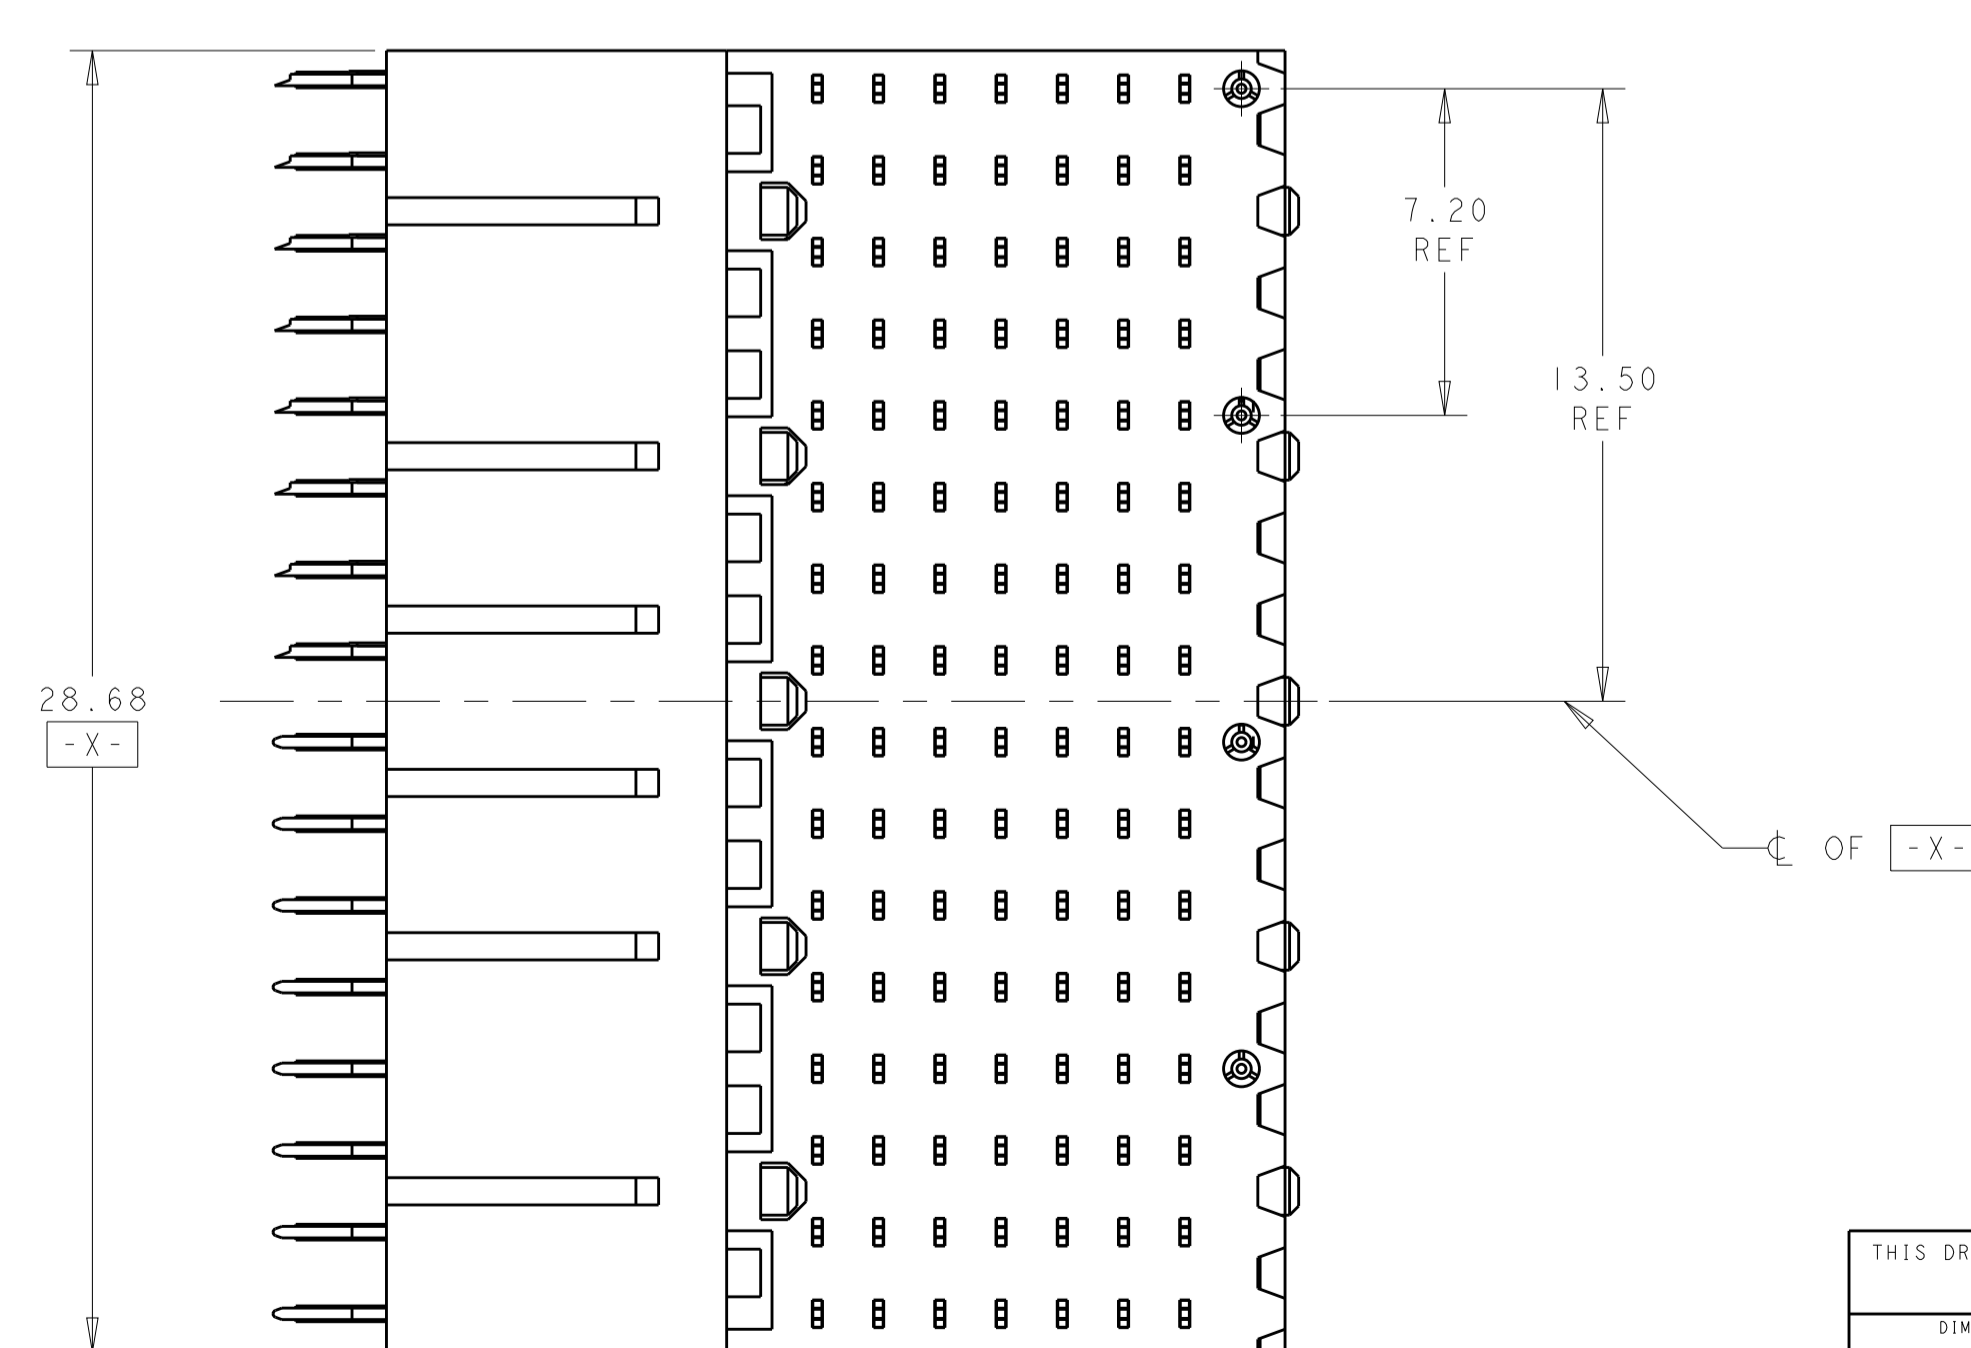 7.20
REF
13.50
REF
28.68
-X-
℄ OF -X-
THIS DR
DIM